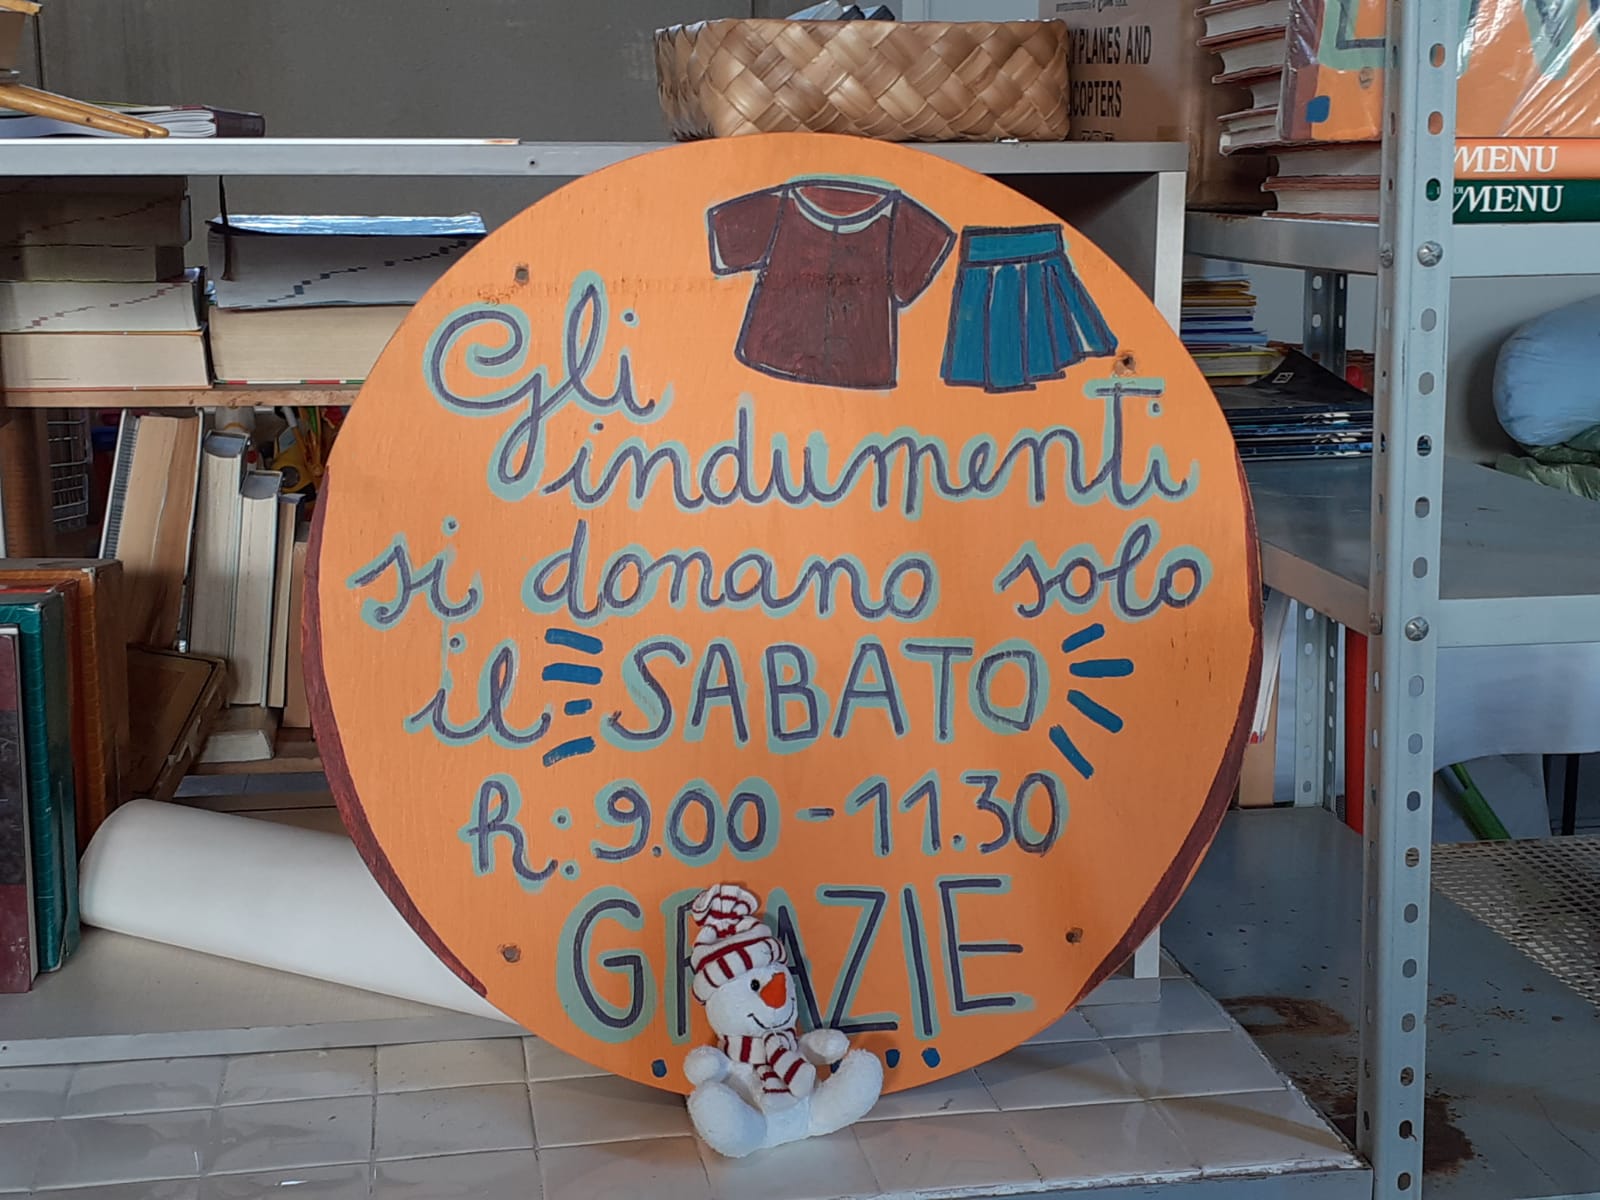 Y PLANES AND
COPTERS
MENU
MENU
Gli
indumenti
si donano solo
il SABATO
h: 9.00 - 11.30
GRAZIE